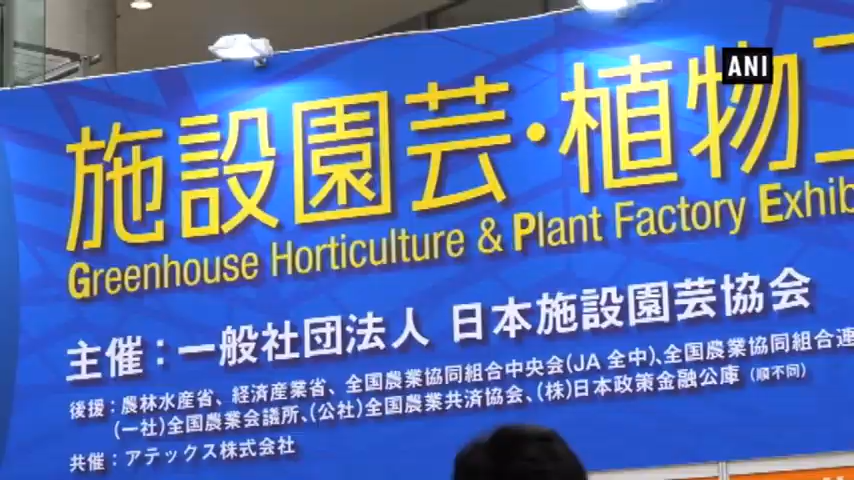 ANI
施設園芸・植物工
Greenhouse Horticulture & Plant Factory Exhib
主催：一般社団法人 日本施設園芸協会
後援：農林水産省、経済産業省、全国農業協同組合中央会(JA 全中)、全国農業協同組合連
(一社)全国農業会議所、(公社)全国農業共済協会、(株)日本政策金融公庫（順不同）
共催：アテックス株式会社